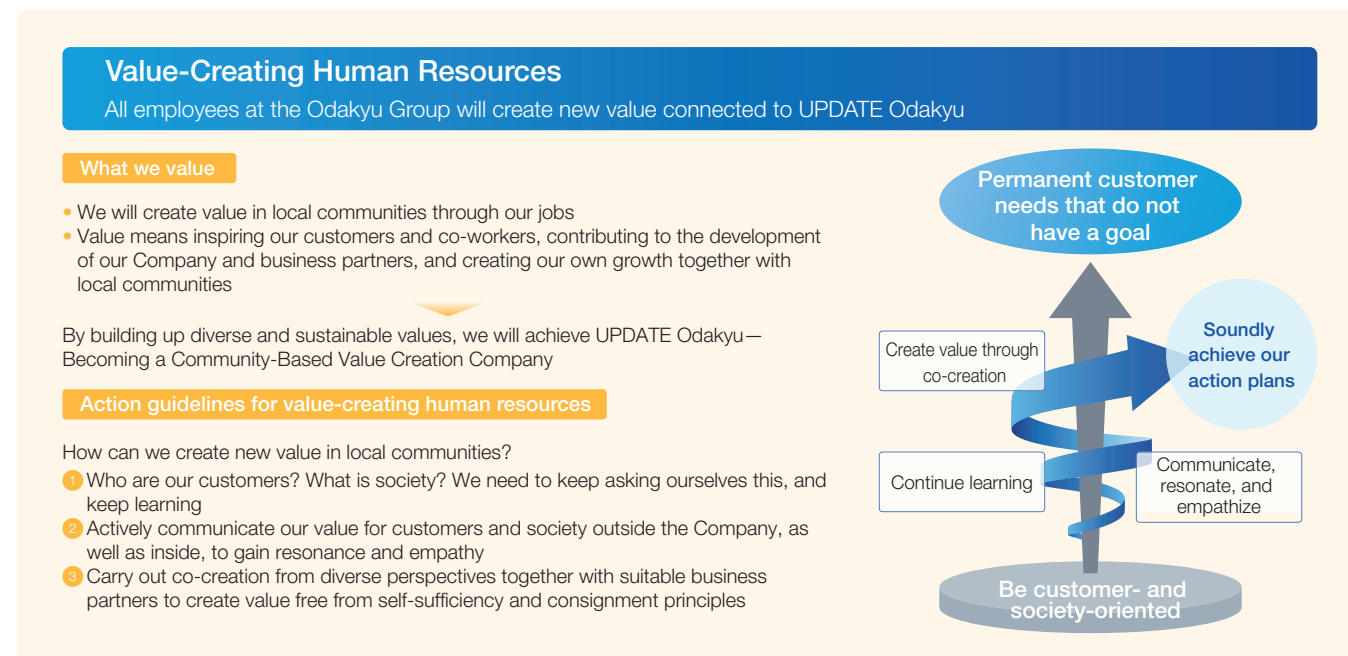 Value-Creating Human Resources
All employees at the Odakyu Group will create new value connected to UPDATE Odakyu
What we value
• We will create value in local communities through our jobs
• Value means inspiring our customers and co-workers, contributing to the development
of our Company and business partners, and creating our own growth together with
local communities
By building up diverse and sustainable values, we will achieve UPDATE Odakyu—
Becoming a Community-Based Value Creation Company
Action guidelines for value-creating human resources
How can we create new value in local communities?
1 Who are our customers? What is society? We need to keep asking ourselves this, and
keep learning
2 Actively communicate our value for customers and society outside the Company, as
well as inside, to gain resonance and empathy
3 Carry out co-creation from diverse perspectives together with suitable business
partners to create value free from self-sufficiency and consignment principles
Permanent customer
needs that do not
have a goal
Soundly
achieve our
action plans
Create value through
co-creation
Continue learning
Communicate,
resonate, and
empathize
Be customer- and
society-oriented